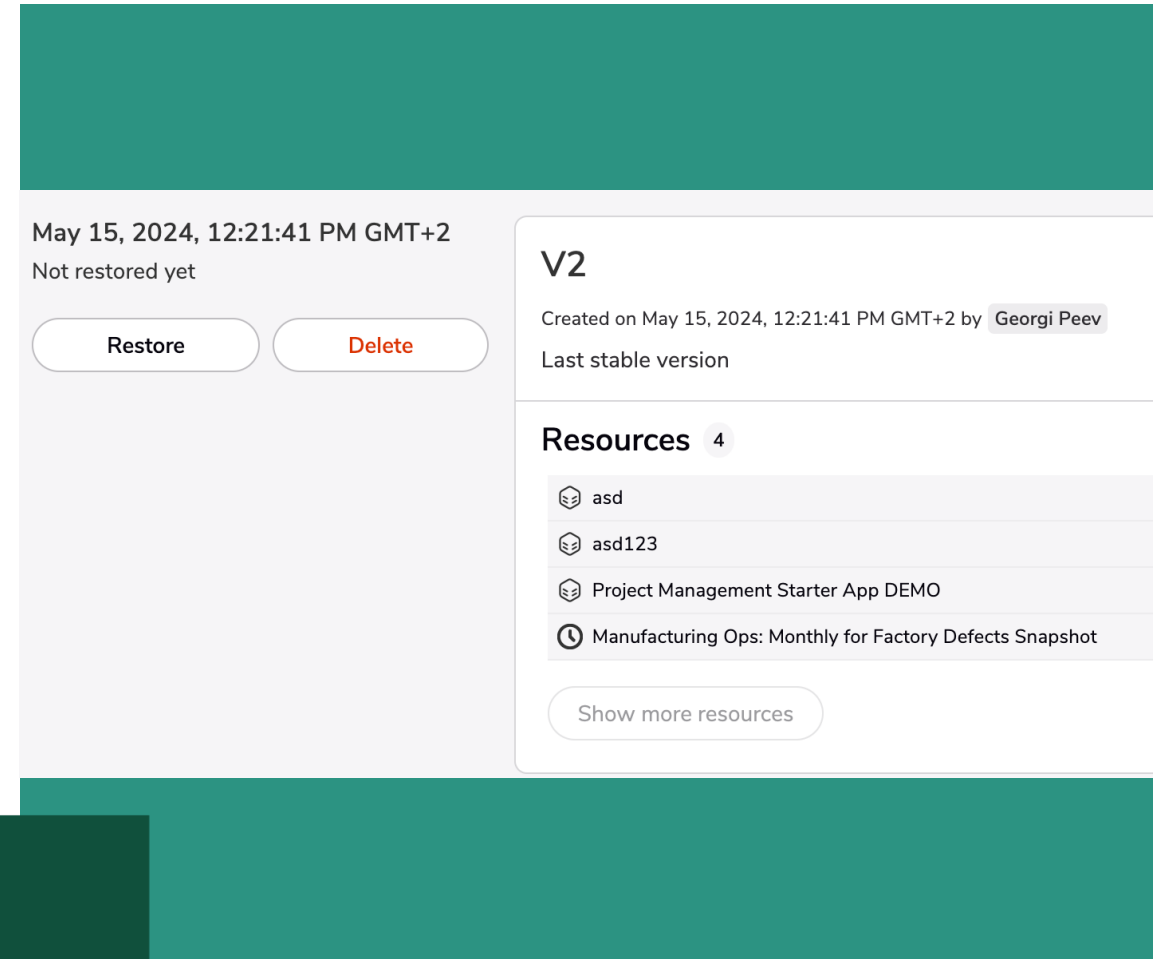 May 15, 2024, 12:21:41 PM GMT+2
Not restored yet
Restore
Delete
V2
Created on May 15, 2024, 12:21:41 PM GMT+2 by Georgi Peev
Last stable version
Resources 4
asd
asd123
Project Management Starter App DEMO
Manufacturing Ops: Monthly for Factory Defects Snapshot
Show more resources